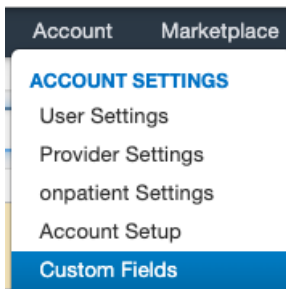 Account Marketplace
ACCOUNT SETTINGS
User Settings
Provider Settings
onpatient Settings
Account Setup
Custom Fields